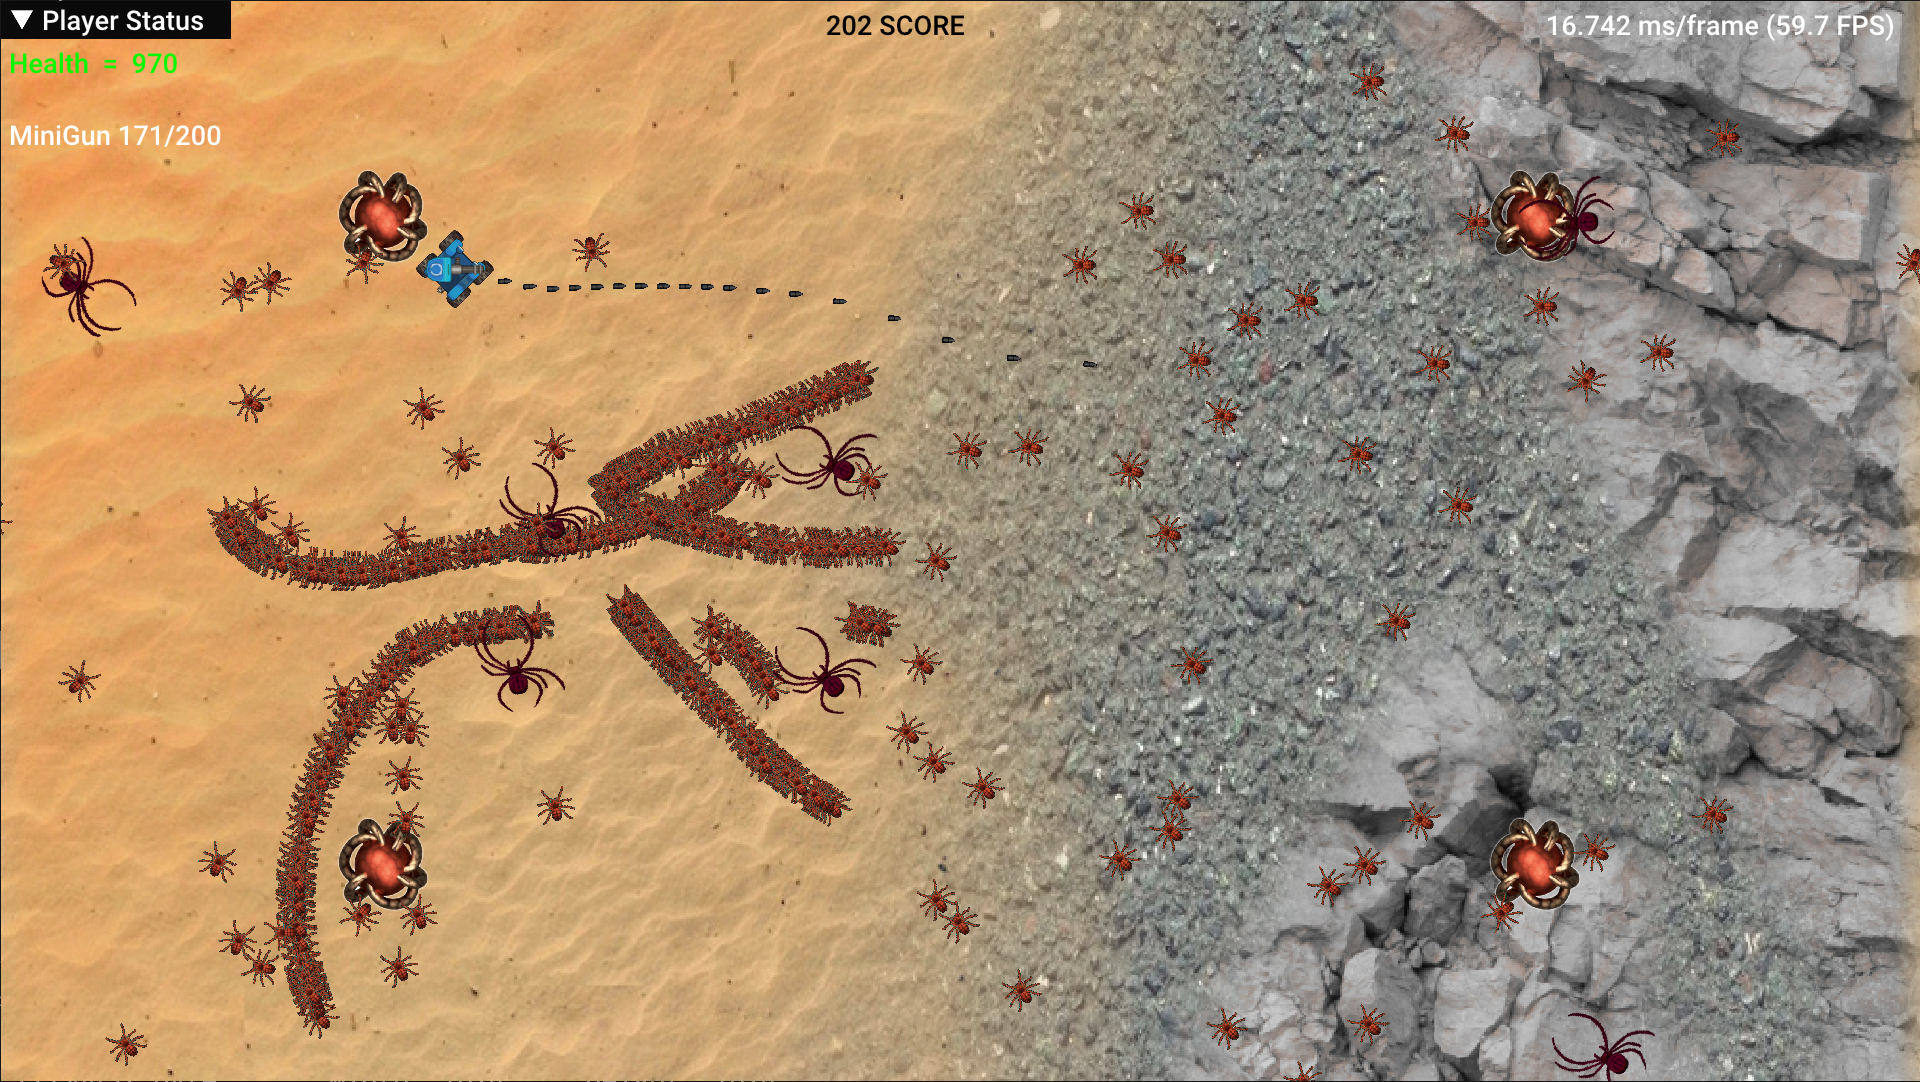 ▼ Player Status
202 SCORE
16.742 ms/frame (59.7 FPS)
Health = 970
MiniGun 171/200